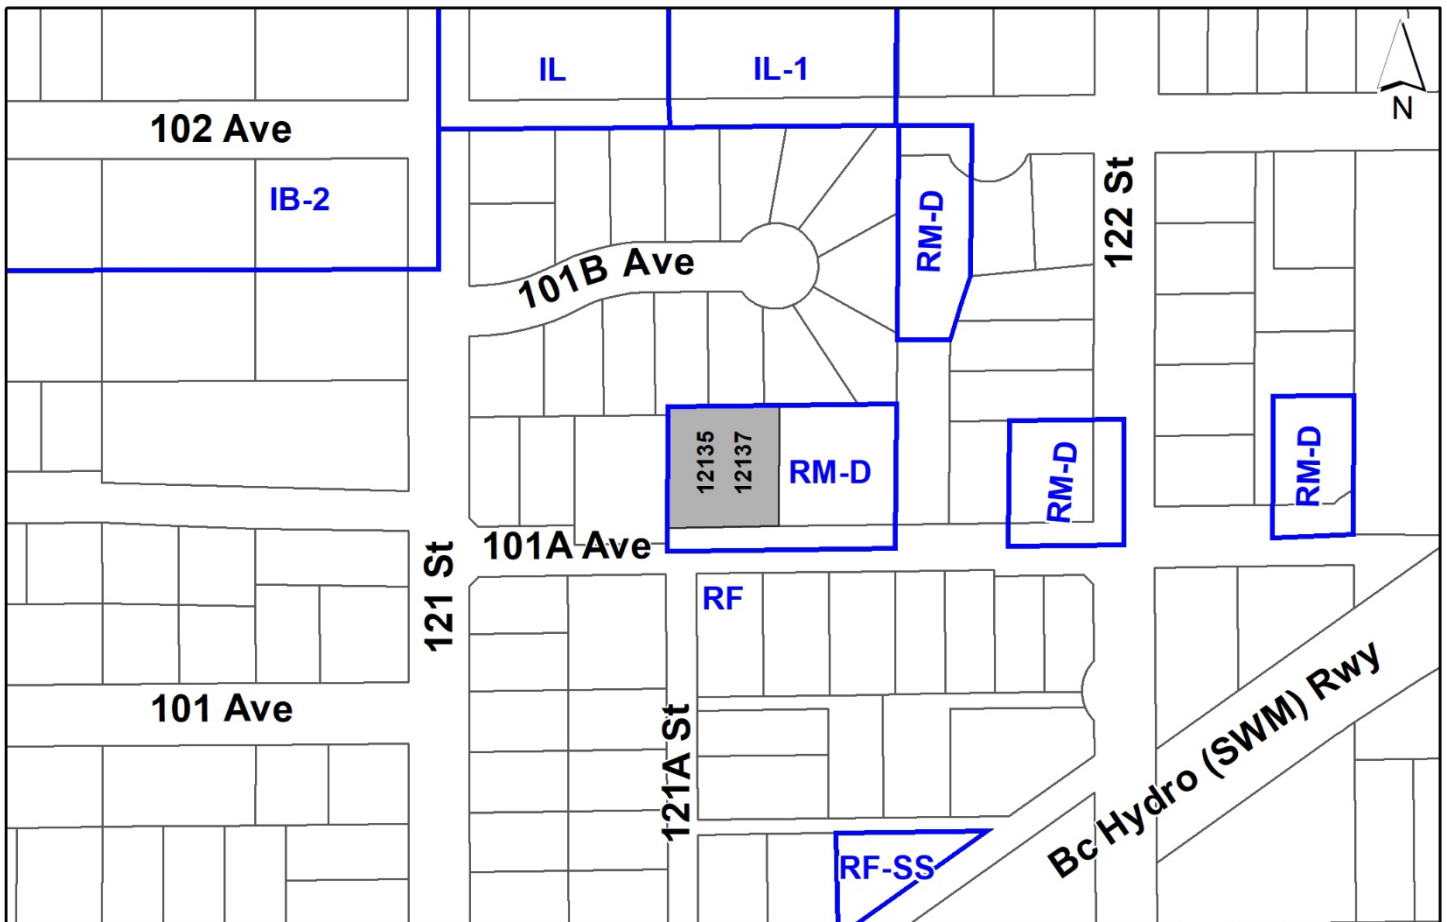 IL
IL-1
N
102 Ave
IB-2
RM-D
122 St
101B Ave
12135
12137
RM-D
RM-D
RM-D
101A Ave
121 St
RF
101 Ave
121A St
Bc Hydro (SWM) Rwy
RF-SS